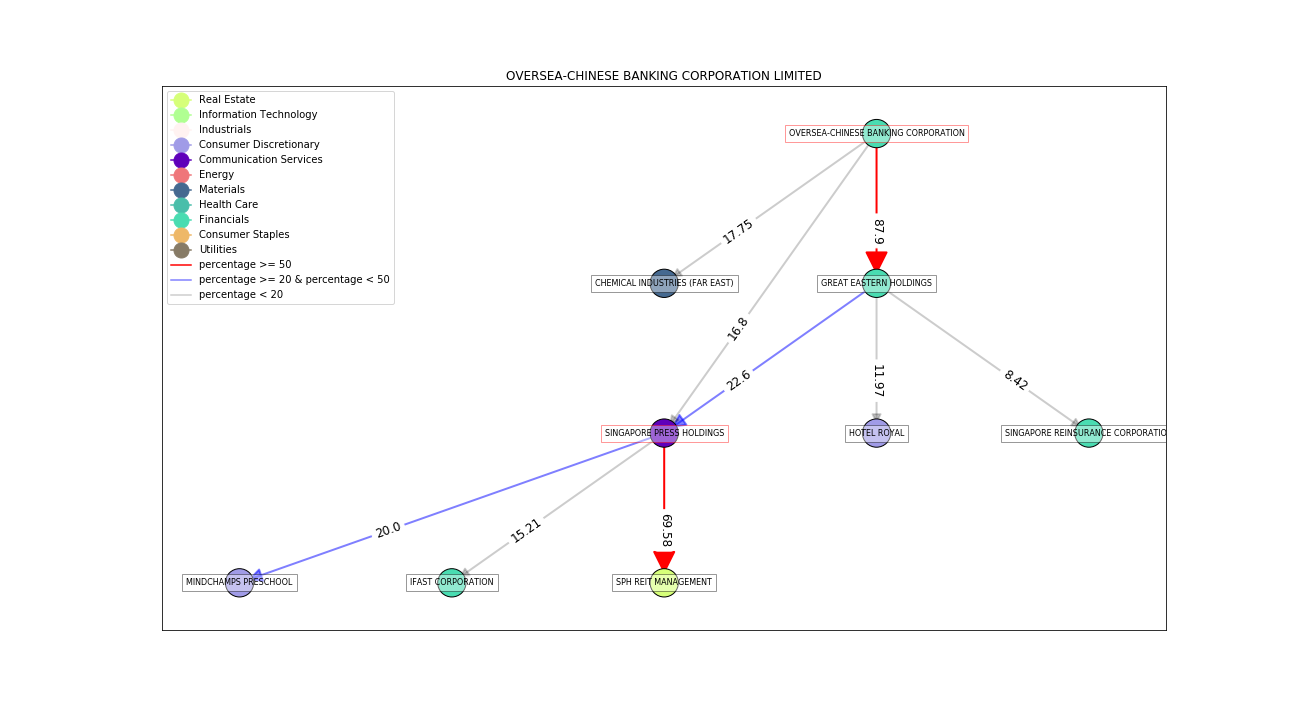 OVERSEA-CHINESE BANKING CORPORATION LIMITED
Real Estate
Information Technology
Industrials
Consumer Discretionary
Communication Services
Energy
Materials
Health Care
Financials
Consumer Staples
Utilities
percentage >= 50
percentage >= 20 & percentage < 50
percentage < 20
OVERSEA-CHINESE BANKING CORPORATION
17.75
87.9
CHEMICAL INDUSTRIES (FAR EAST)
GREAT EASTERN HOLDINGS
16.8
22.6
11.97
8.42
SINGAPORE PRESS HOLDINGS
HOTEL ROYAL
SINGAPORE REINSURANCE CORPORATIO
20.0
15.21
69.58
MINDCHAMPS PRESCHOOL
IFAST CORPORATION
SPH REIT MANAGEMENT